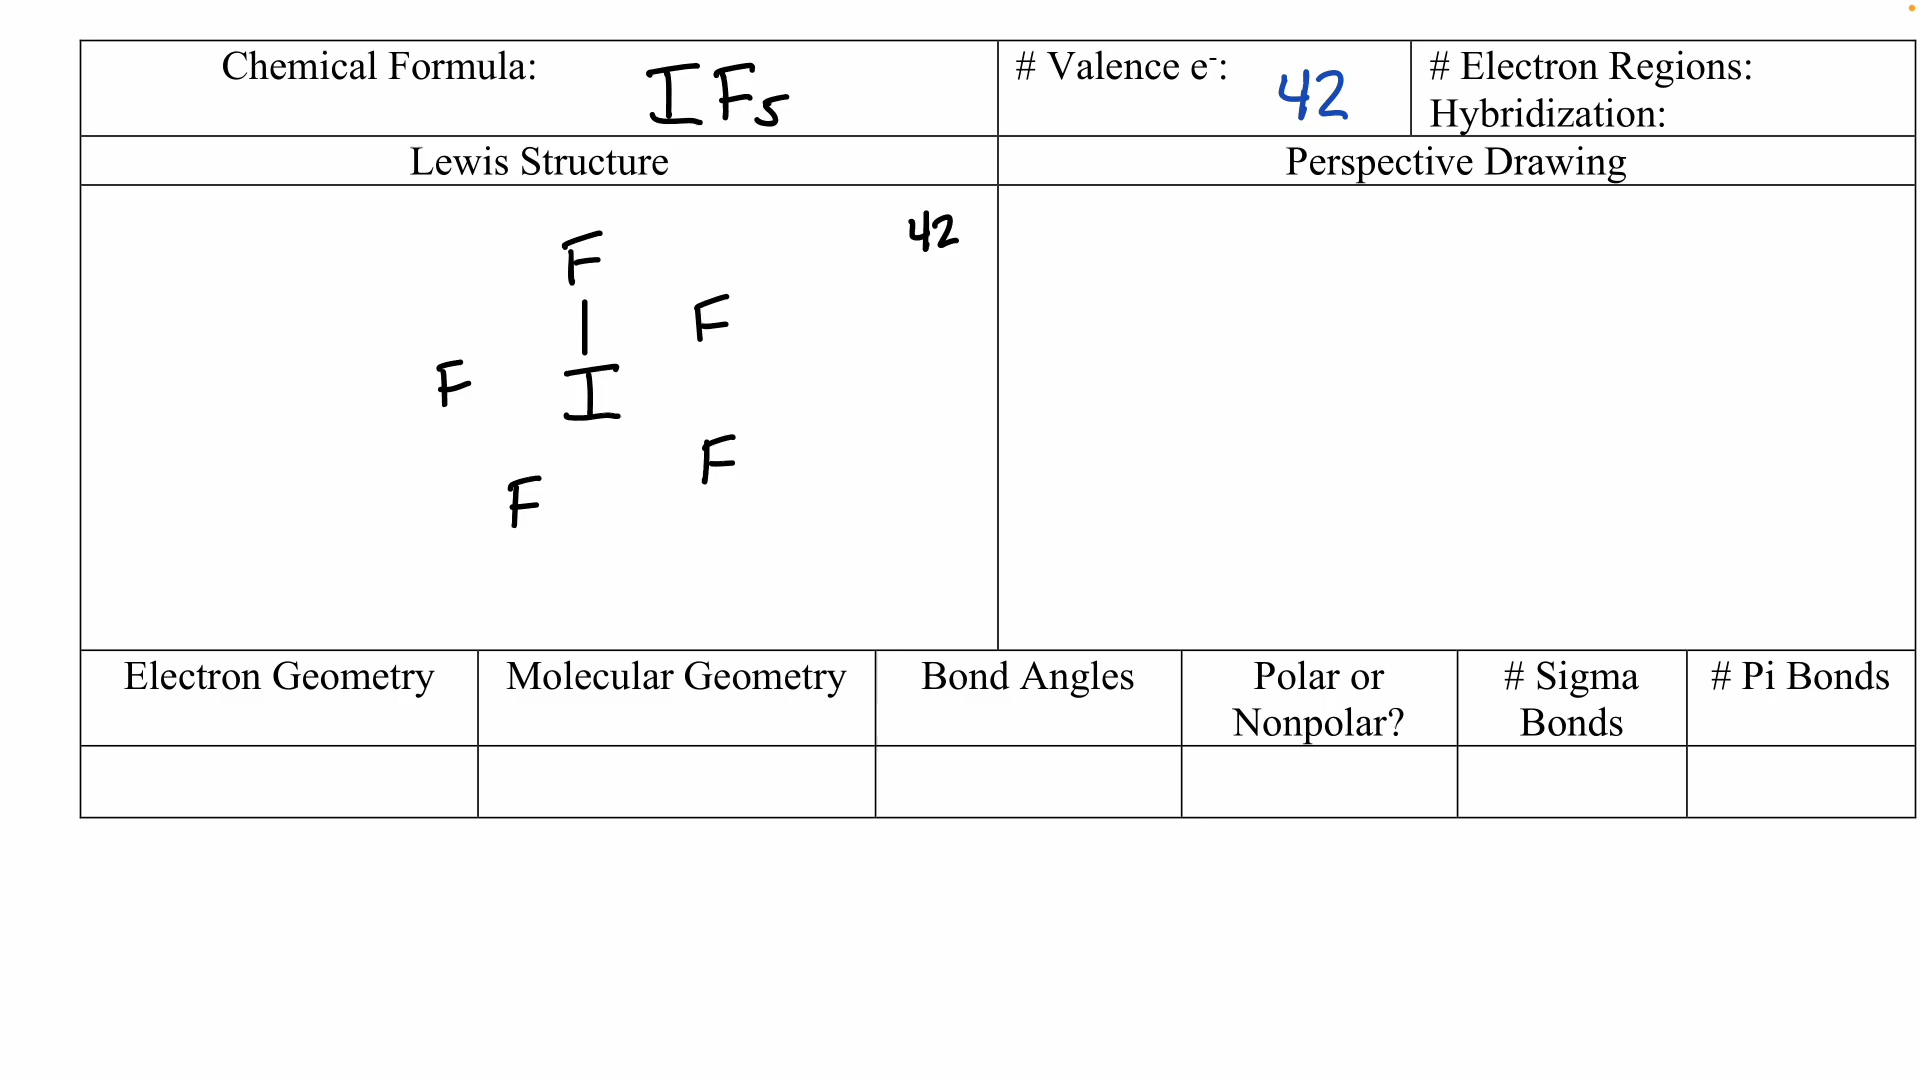 Chemical Formula: IF5
# Valence e-: 42
# Electron Regions:
Hybridization:
Lewis Structure
Perspective Drawing
42
F
F
F I
F
F
Electron Geometry
Molecular Geometry
Bond Angles
Polar or
Nonpolar?
# Sigma
Bonds
# Pi Bonds